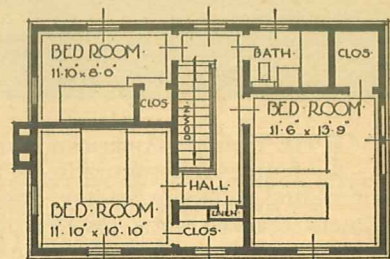 BED ROOM
11·10" x 8·0"
CLOS
DOWN
BATH
CLOS
BED ROOM
11·6" x 13·9"
HALL
LINEN
BED·ROOM
11·10" x 10·10"
CLOS